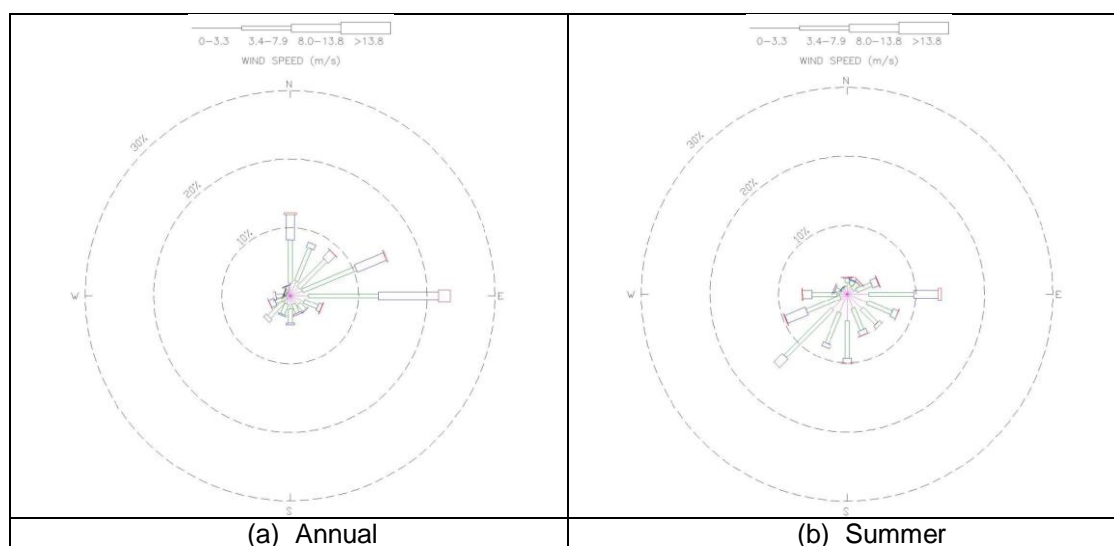 0-3.3 3.4-7.9 8.0-13.8 >13.8
WIND SPEED (m/s)
N
30%
20%
10%
W
E
S
(a) Annual
0-3.3 3.4-7.9 8.0-13.8 >13.8
WIND SPEED (m/s)
N
30%
20%
10%
W
E
S
(b) Summer